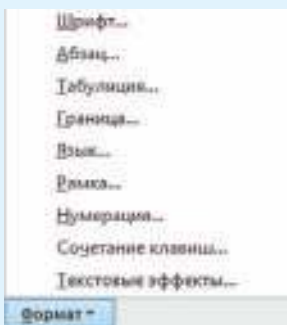 Шрифт...
Абзац...
Табуляция...
Граница...
Язык...
Рамка...
Нумерация...
Сочетание клавиш...
Текстовые эффекты...
Формат